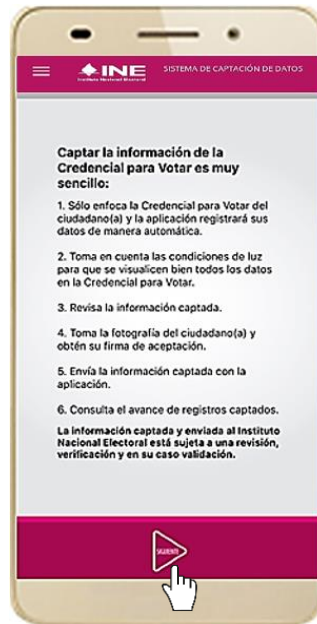 INE
Instituto Nacional Electoral
SISTEMA DE CAPTACIÓN DE DATOS
Captar la información de la
Credencial para Votar es muy
sencillo:
1. Sólo enfoca la Credencial para Votar del
ciudadano(a) y la aplicación registrará sus
datos de manera automática.
2. Toma en cuenta las condiciones de luz
para que se visualicen bien todos los datos
en la Credencial para Votar.
3. Revisa la información captada.
4. Toma la fotografía del ciudadano(a) y
obtén su firma de aceptación.
5. Envía la información captada con la
aplicación.
6. Consulta el avance de registros captados.
La información captada y enviada al Instituto
Nacional Electoral está sujeta a una revisión,
verificación y en su caso validación.
SIGUIENTE